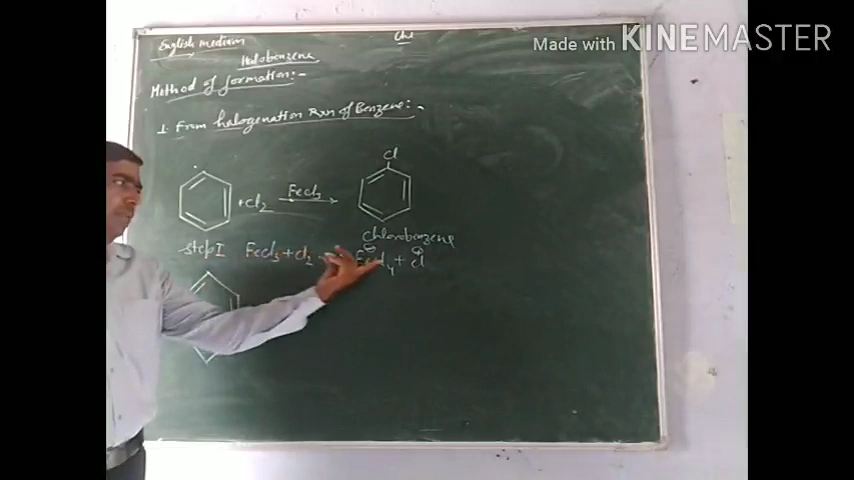 English medium
Che
Made with KINEMASTER
Halobenzene
Method of formation:-
1. From halogenation Rxn of Benzene:-
Cl
+Cl2 FeCl3
Chlorobenzene
step I FeCl3 + Cl2 → FeCl4⊖ + Cl⊕